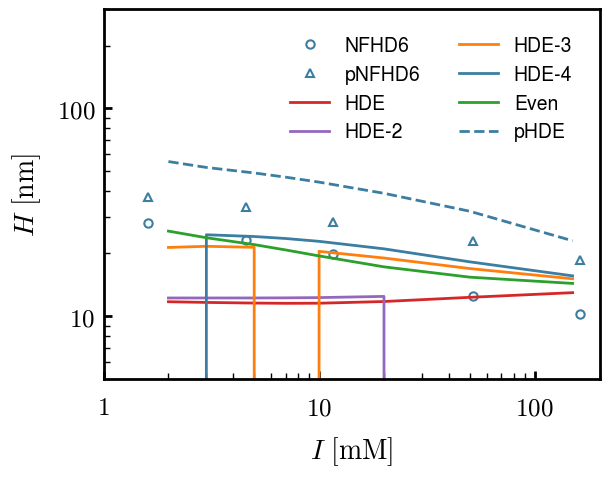 NFHD6
pNFHD6
HDE
HDE-2
HDE-3
HDE-4
Even
pHDE
100
10
H [nm]
1
10
100
I [mM]